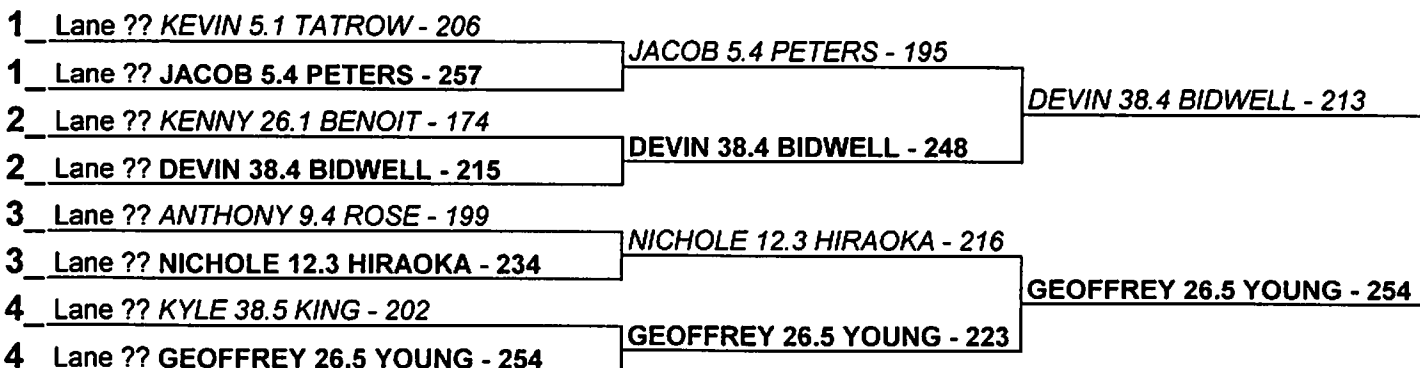 1_ Lane ?? KEVIN 5.1 TATROW - 206
1_ Lane ?? JACOB 5.4 PETERS - 257
2_ Lane ?? KENNY 26.1 BENOIT - 174
2_ Lane ?? DEVIN 38.4 BIDWELL - 215
3_ Lane ?? ANTHONY 9.4 ROSE - 199
3_ Lane ?? NICHOLE 12.3 HIRAOKA - 234
4_ Lane ?? KYLE 38.5 KING - 202
4 Lane ?? GEOFFREY 26.5 YOUNG - 254
JACOB 5.4 PETERS - 195
DEVIN 38.4 BIDWELL - 248
NICHOLE 12.3 HIRAOKA - 216
GEOFFREY 26.5 YOUNG - 223
DEVIN 38.4 BIDWELL - 213
GEOFFREY 26.5 YOUNG - 254